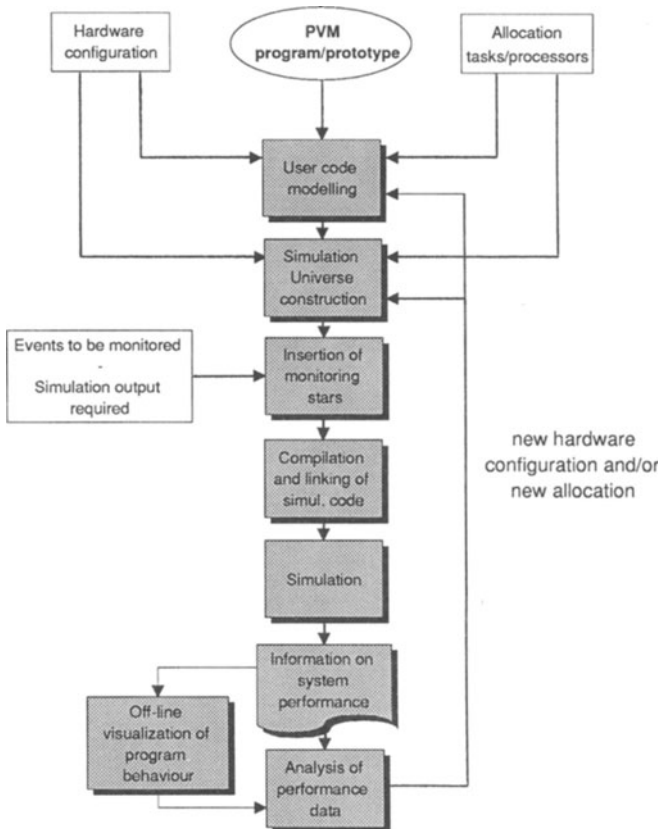 Hardware
configuration
PVM
program/prototype
Allocation
tasks/processors
User code
modelling
Simulation
Universe
construction
Events to be monitored
-
Simulation output
required
Insertion of
monitoring
stars
Compilation
and linking of
simul. code
new hardware
configuration and/or
new allocation
Simulation
Information on
system
performance
Off-line
visualization of
program
behaviour
Analysis of
performance
data